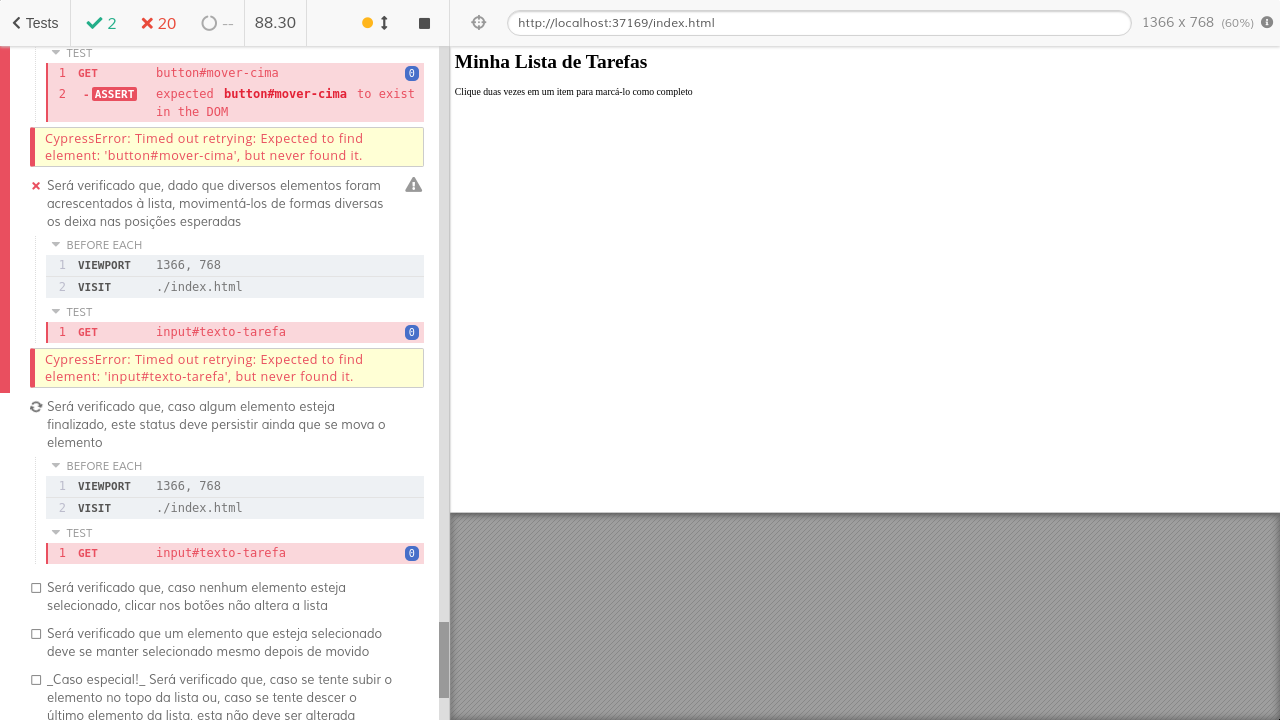 Tests 2 20 -- 88.30
http://localhost:37169/index.html 1366 x 768 (60%)
TEST
1 GET button#mover-cima 0
2 -ASSERT expected button#mover-cima to exist
in the DOM
CypressError: Timed out retrying: Expected to find
element: 'button#mover-cima', but never found it.
Será verificado que, dado que diversos elementos foram
acrescentados à lista, movimentá-los de formas diversas
os deixa nas posições esperadas
BEFORE EACH
1 VIEWPORT 1366, 768
2 VISIT ./index.html
TEST
1 GET input#texto-tarefa 0
CypressError: Timed out retrying: Expected to find
element: 'input#texto-tarefa', but never found it.
Será verificado que, caso algum elemento esteja
finalizado, este status deve persistir ainda que se mova o
elemento
BEFORE EACH
1 VIEWPORT 1366, 768
2 VISIT ./index.html
TEST
1 GET input#texto-tarefa 0
Será verificado que, caso nenhum elemento esteja
selecionado, clicar nos botões não altera a lista
Será verificado que um elemento que esteja selecionado
deve se manter selecionado mesmo depois de movido
_Caso especial!_ Será verificado que, caso se tente subir o
elemento no topo da lista ou, caso se tente descer o
último elemento da lista, esta não deve ser alterada
Minha Lista de Tarefas
Clique duas vezes em um item para marcá-lo como completo